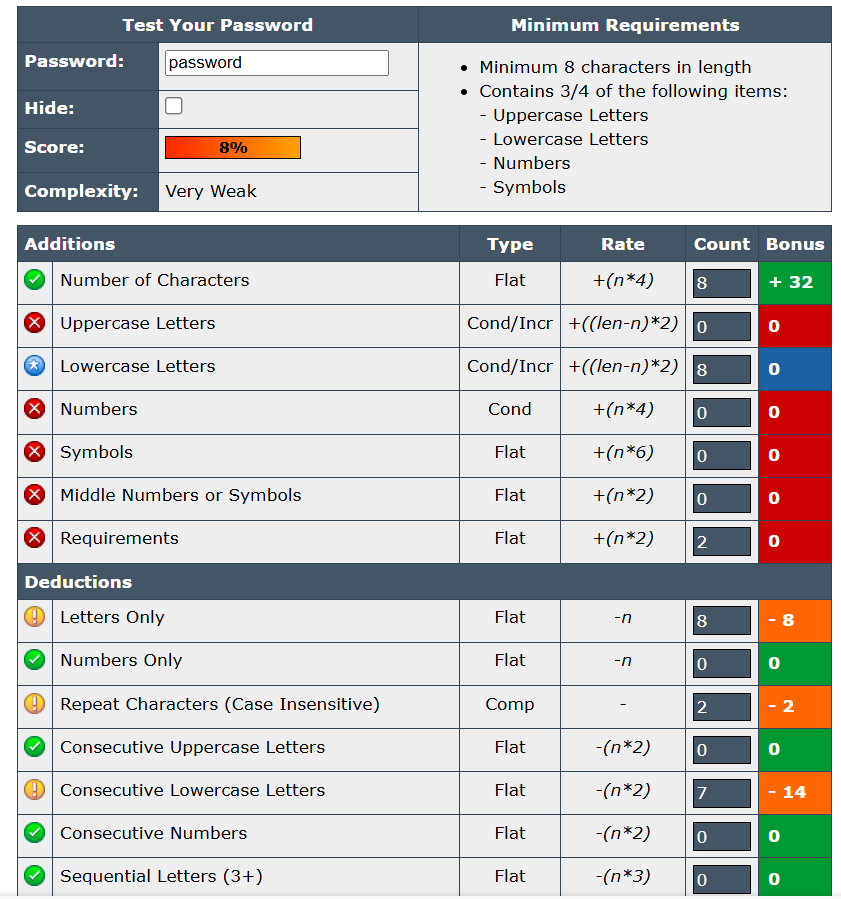 Test Your Password Minimum Requirements
Password: password
Hide:
Score: 8%
Complexity: Very Weak
• Minimum 8 characters in length
• Contains 3/4 of the following items:
- Uppercase Letters
- Lowercase Letters
- Numbers
- Symbols
Additions Type Rate Count Bonus
Number of Characters Flat +(n*4) 8 + 32
Uppercase Letters Cond/Incr +((len-n)*2) 0 0
Lowercase Letters Cond/Incr +((len-n)*2) 8 0
Numbers Cond +(n*4) 0 0
Symbols Flat +(n*6) 0 0
Middle Numbers or Symbols Flat +(n*2) 0 0
Requirements Flat +(n*2) 2 0
Deductions
Letters Only Flat -n 8 - 8
Numbers Only Flat -n 0 0
Repeat Characters (Case Insensitive) Comp - 2 - 2
Consecutive Uppercase Letters Flat -(n*2) 0 0
Consecutive Lowercase Letters Flat -(n*2) 7 - 14
Consecutive Numbers Flat -(n*2) 0 0
Sequential Letters (3+) Flat -(n*3) 0 0